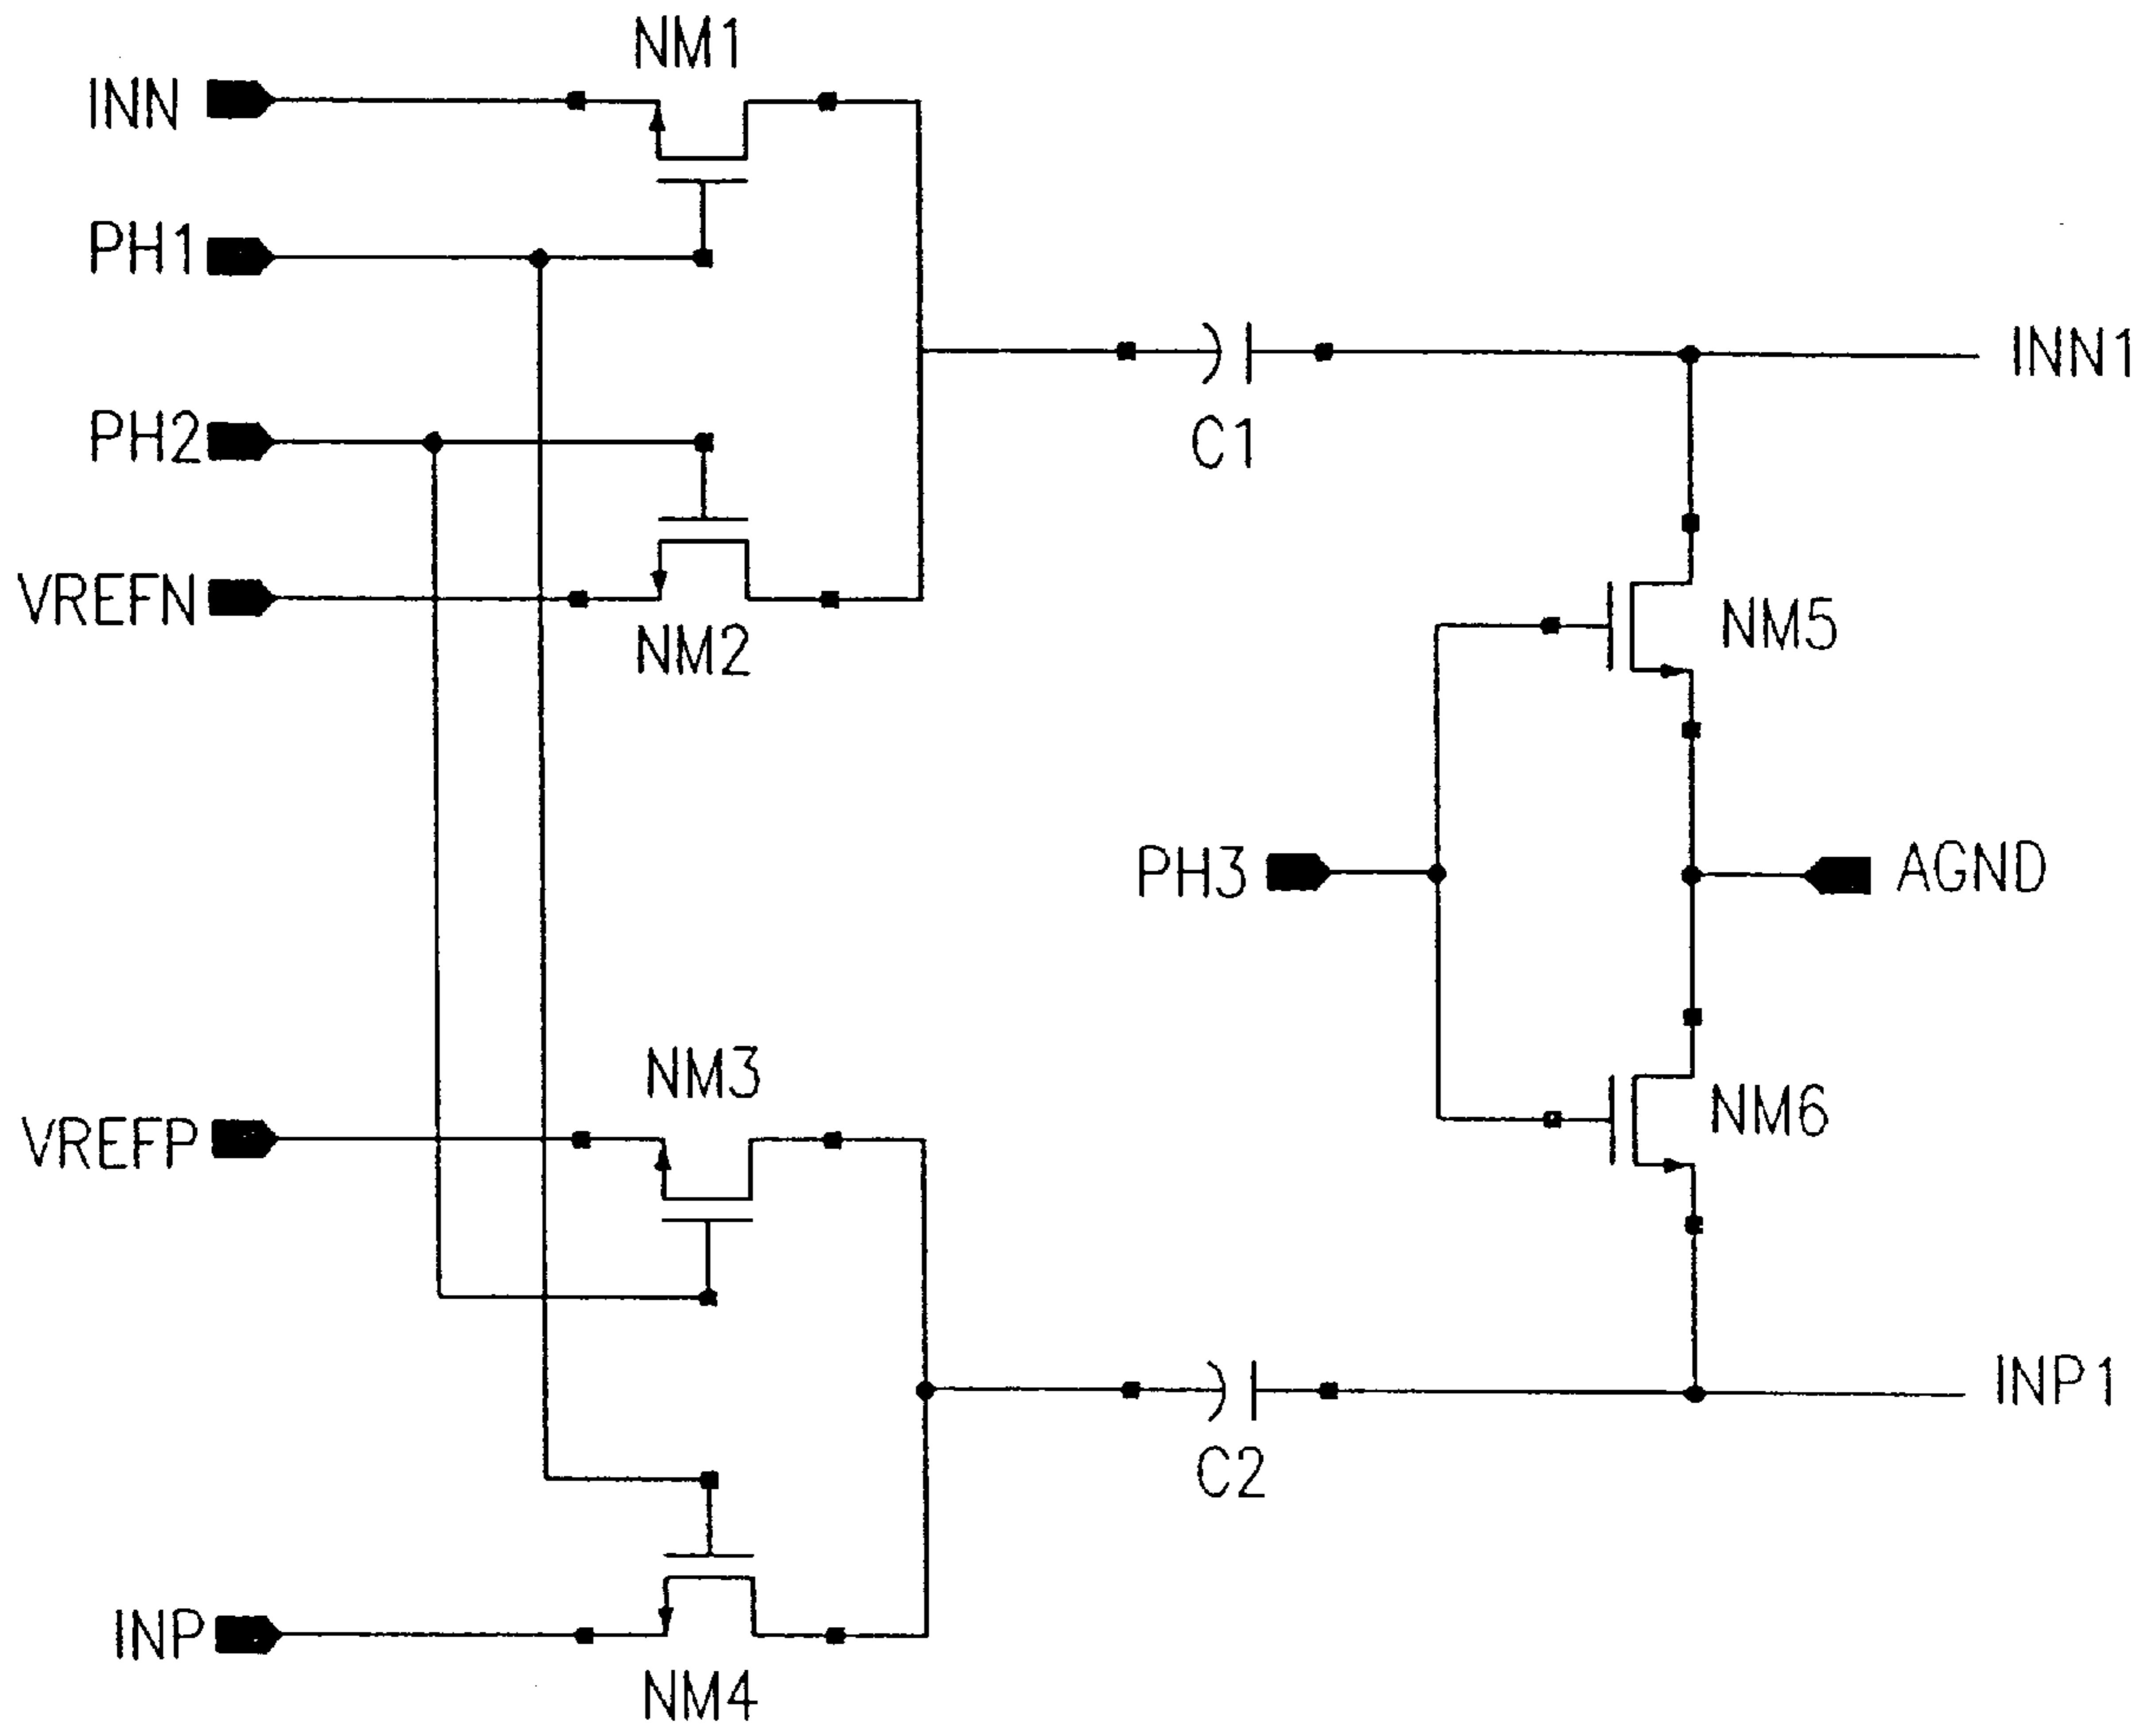 NM1
INN
PH1
INN1
PH2
C1
VREFN
NM2
NM5
PH3
AGND
NM3
NM6
VREFP
INP1
C2
INP
NM4